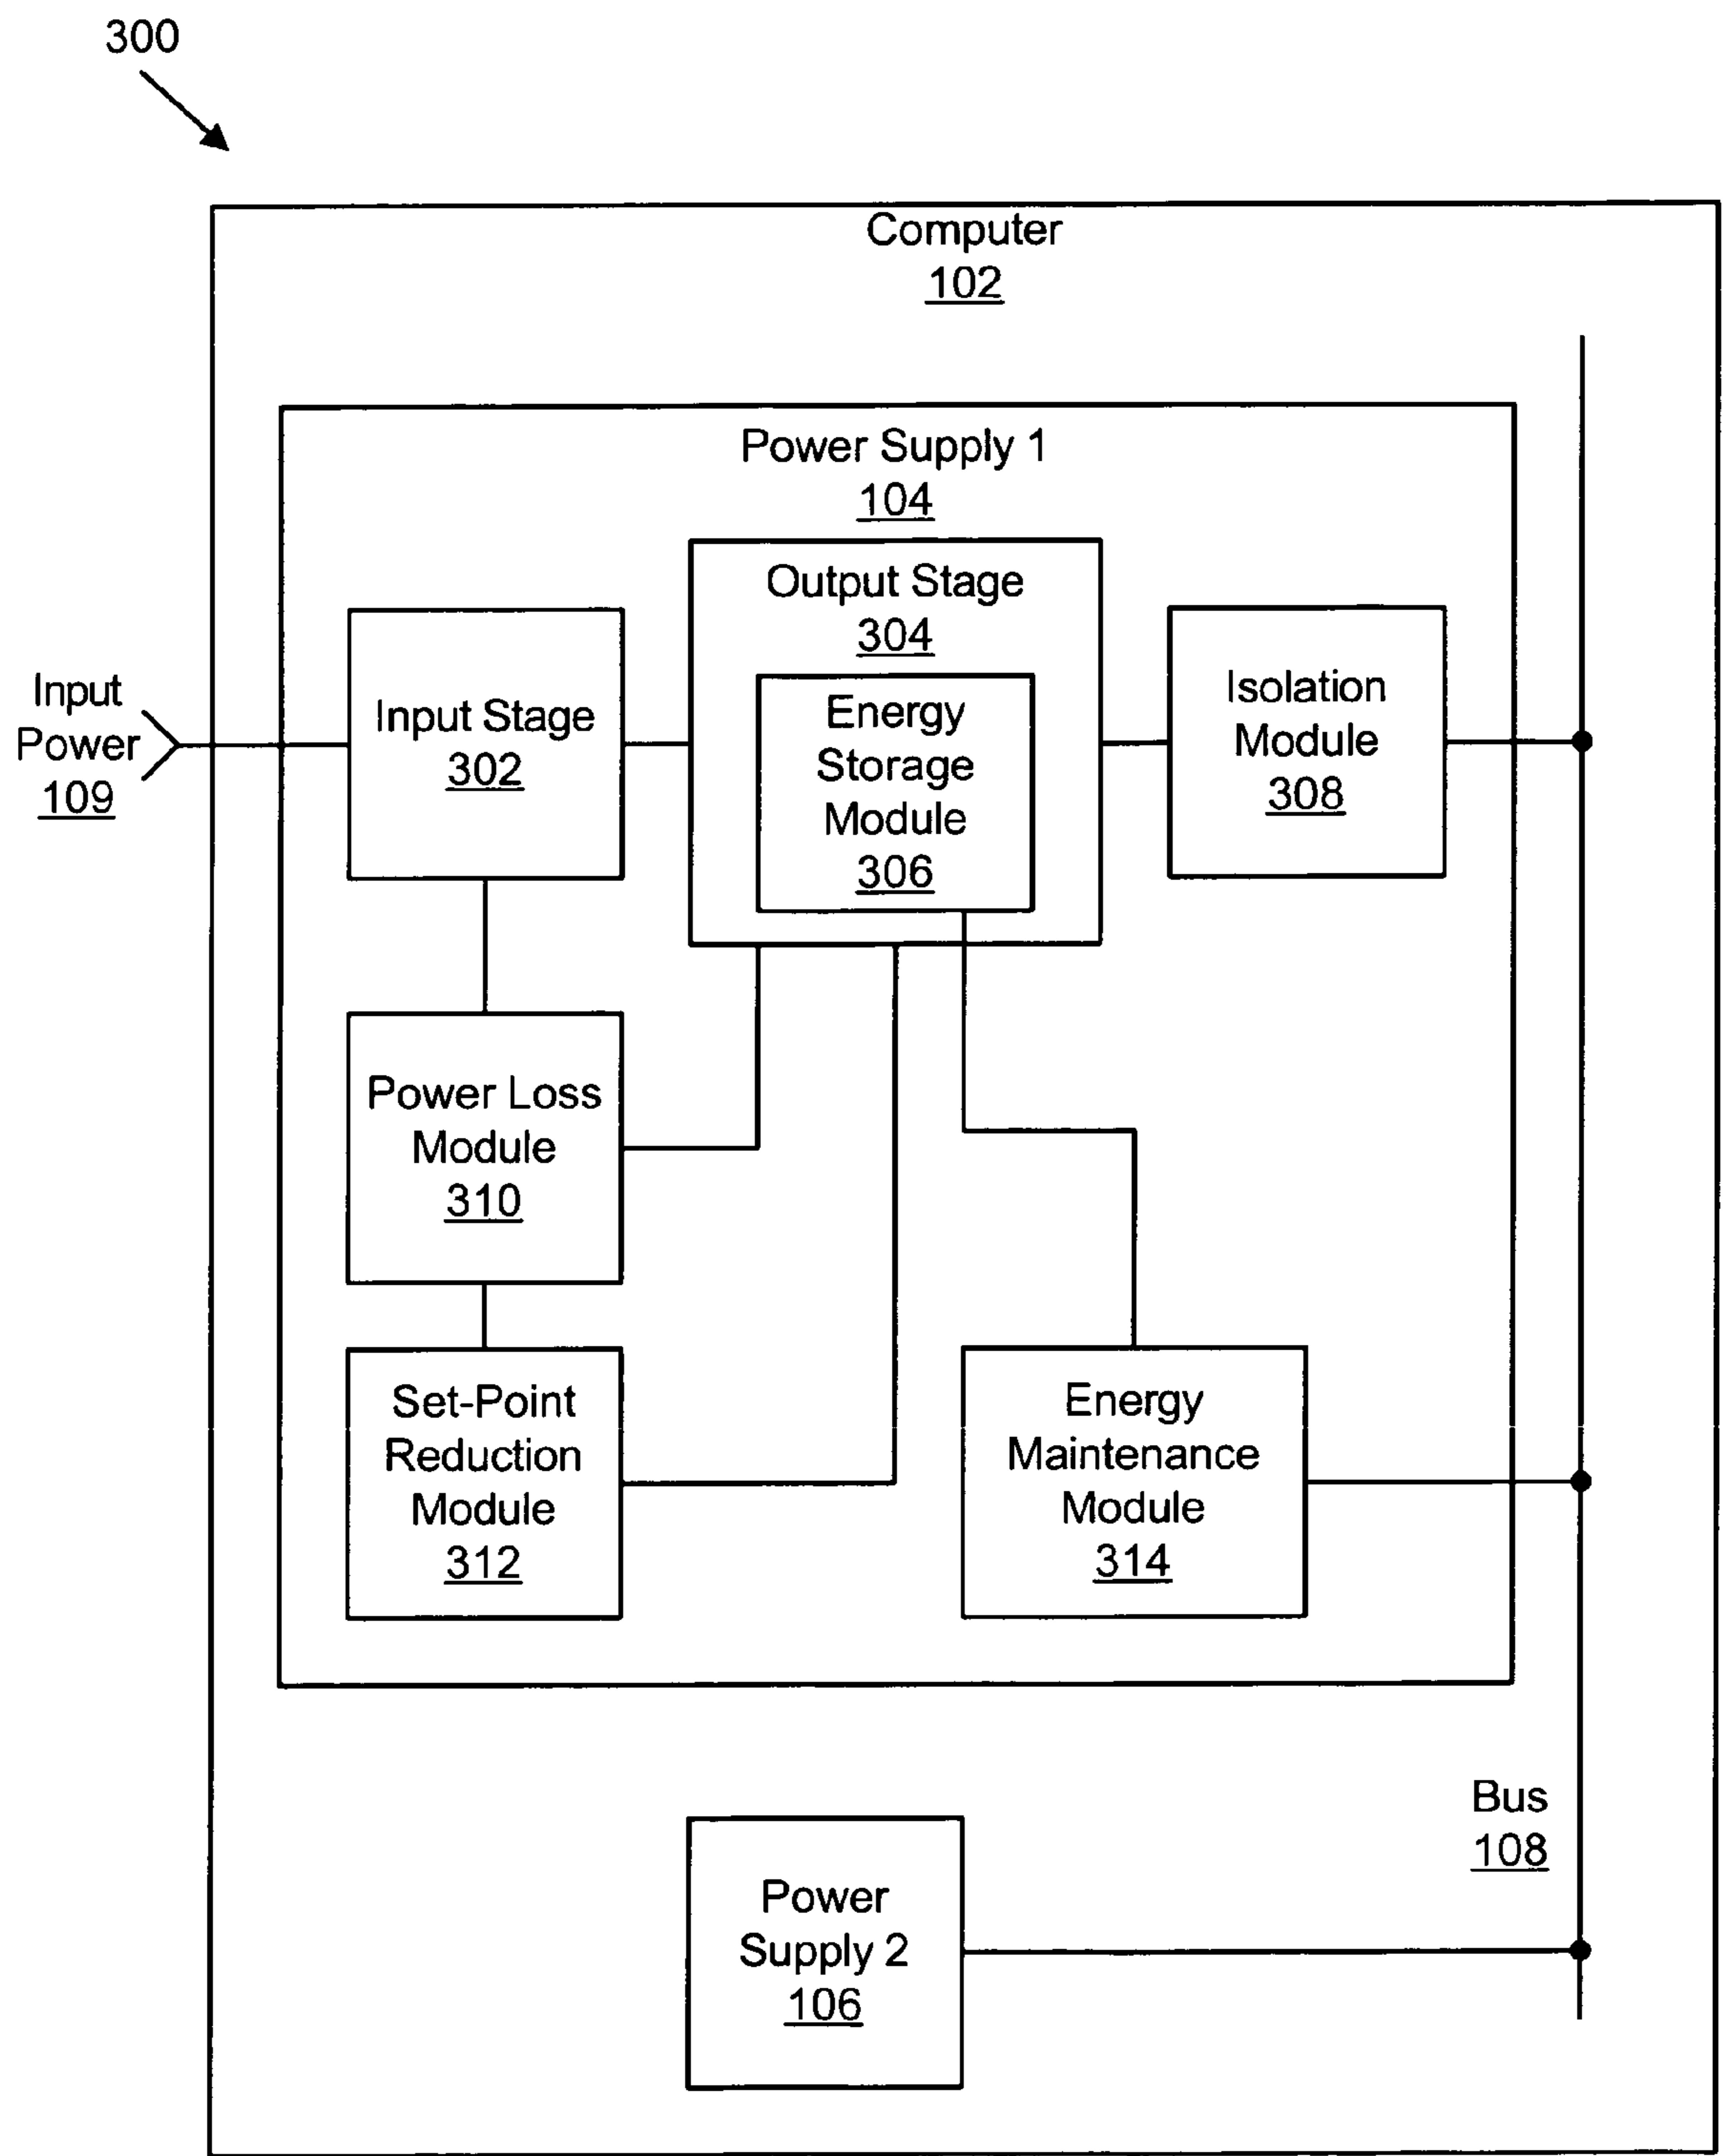 300
Computer
102
Power Supply 1
104
Output Stage
304
Energy
Storage
Module
306
Input
Power
109
Input Stage
302
Isolation
Module
308
Power Loss
Module
310
Set-Point
Reduction
Module
312
Energy
Maintenance
Module
314
Bus
108
Power
Supply 2
106